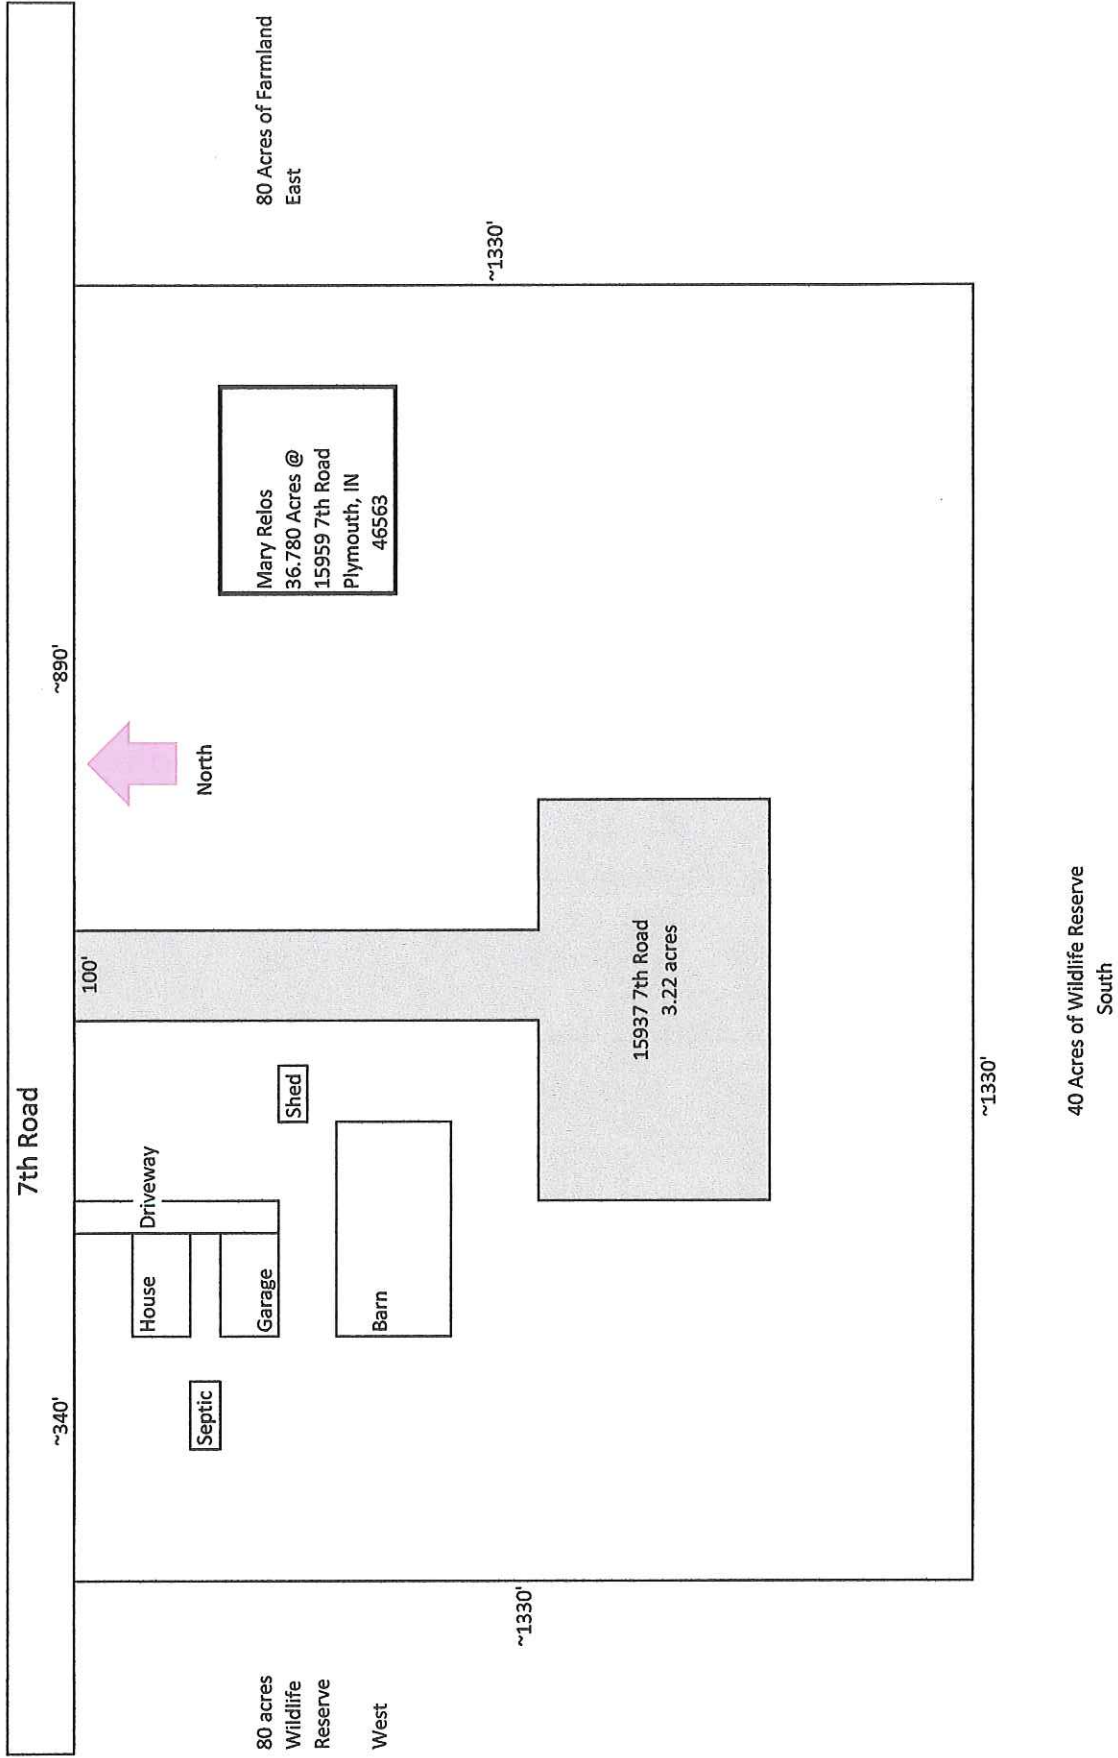 7th Road
~340'
~890'
100'
North
House
Driveway
Septic
Garage
Shed
Barn
Mary Relos
36.780 Acres @
15959 7th Road
Plymouth, IN
46563
80 acres
Wildlife
Reserve
West
80 Acres of Farmland
East
~1330'
~1330'
15937 7th Road
3.22 acres
~1330'
40 Acres of Wildlife Reserve
South